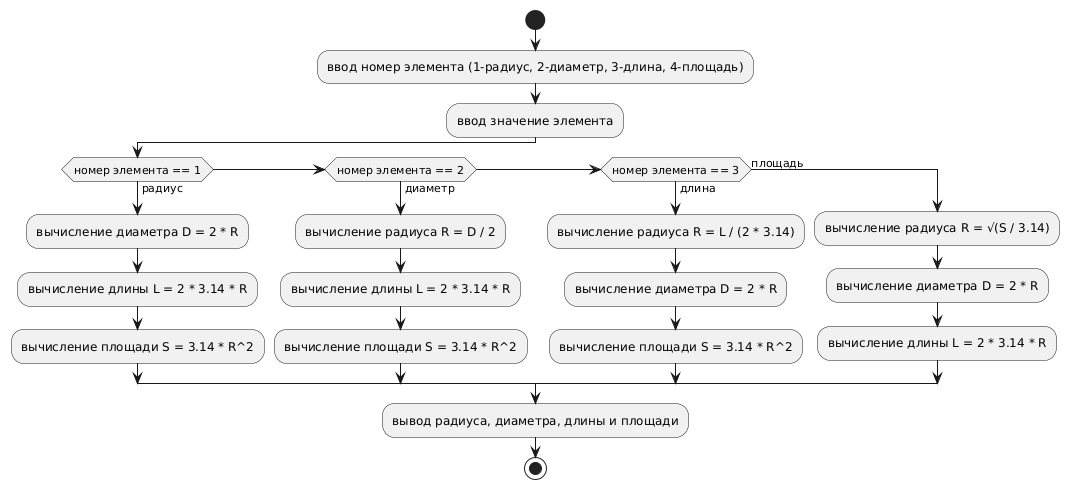 ввод номер элемента (1-радиус, 2-диаметр, 3-длина, 4-площадь)
ввод значение элемента
номер элемента == 1
номер элемента == 2
номер элемента == 3
площадь
радиус
диаметр
длина
вычисление диаметра D = 2 * R
вычисление радиуса R = D / 2
вычисление радиуса R = L / (2 * 3.14)
вычисление радиуса R = √(S / 3.14)
вычисление длины L = 2 * 3.14 * R
вычисление длины L = 2 * 3.14 * R
вычисление диаметра D = 2 * R
вычисление диаметра D = 2 * R
вычисление площади S = 3.14 * R^2
вычисление площади S = 3.14 * R^2
вычисление площади S = 3.14 * R^2
вычисление длины L = 2 * 3.14 * R
вывод радиуса, диаметра, длины и площади